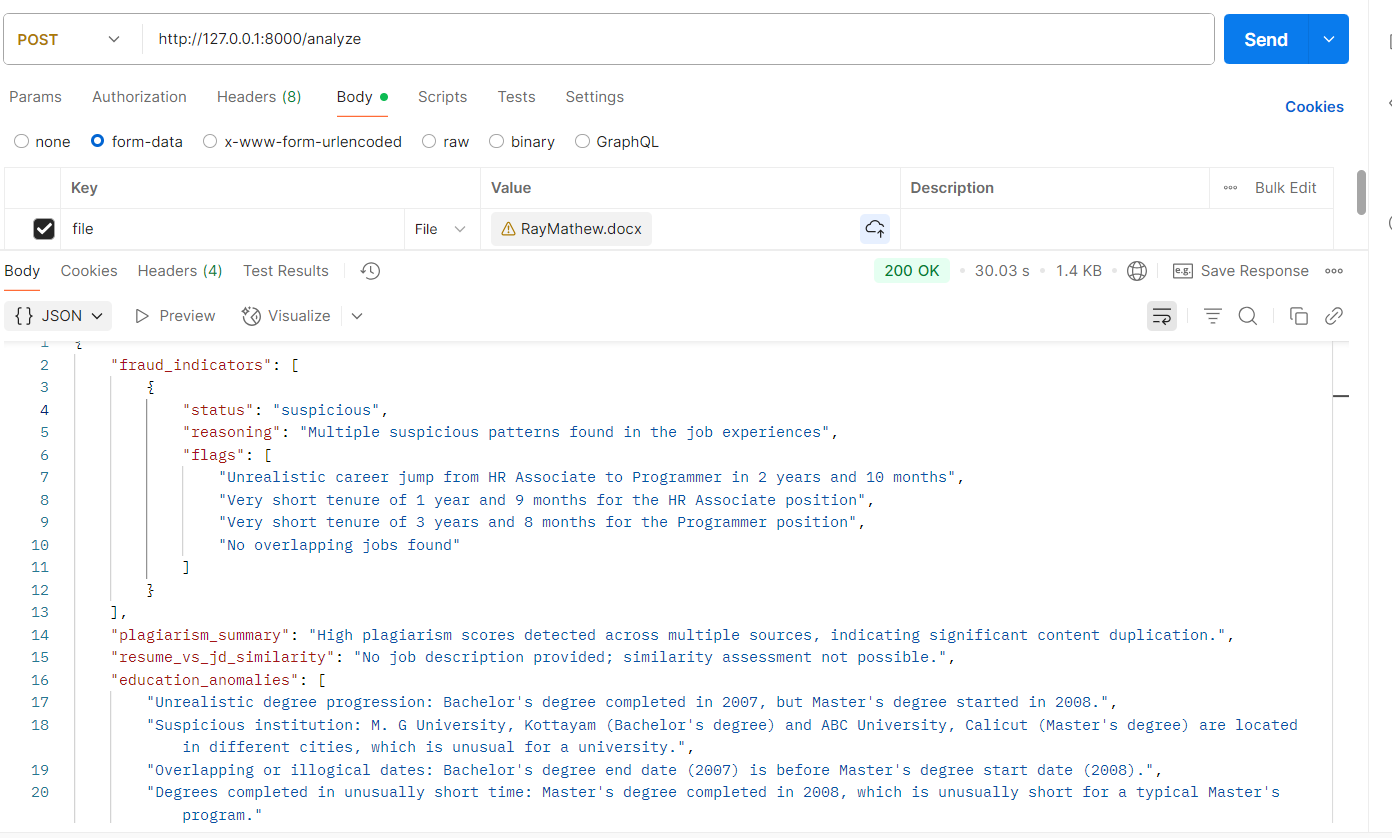 POST http://127.0.0.1:8000/analyze Send
Params Authorization Headers (8) Body Scripts Tests Settings Cookies
none form-data x-www-form-urlencoded raw binary GraphQL
Key Value Description Bulk Edit
file File RayMathew.docx
Body Cookies Headers (4) Test Results 200 OK 30.03 s 1.4 KB e.g. Save Response
{} JSON Preview Visualize
1 {
2 "fraud_indicators": [
3 {
4 "status": "suspicious",
5 "reasoning": "Multiple suspicious patterns found in the job experiences",
6 "flags": [
7 "Unrealistic career jump from HR Associate to Programmer in 2 years and 10 months",
8 "Very short tenure of 1 year and 9 months for the HR Associate position",
9 "Very short tenure of 3 years and 8 months for the Programmer position",
10 "No overlapping jobs found"
11 ]
12 }
13 ],
14 "plagiarism_summary": "High plagiarism scores detected across multiple sources, indicating significant content duplication.",
15 "resume_vs_jd_similarity": "No job description provided; similarity assessment not possible.",
16 "education_anomalies": [
17 "Unrealistic degree progression: Bachelor's degree completed in 2007, but Master's degree started in 2008.",
18 "Suspicious institution: M. G University, Kottayam (Bachelor's degree) and ABC University, Calicut (Master's degree) are located
in different cities, which is unusual for a university.",
19 "Overlapping or illogical dates: Bachelor's degree end date (2007) is before Master's degree start date (2008).",
20 "Degrees completed in unusually short time: Master's degree completed in 2008, which is unusually short for a typical Master's
program."